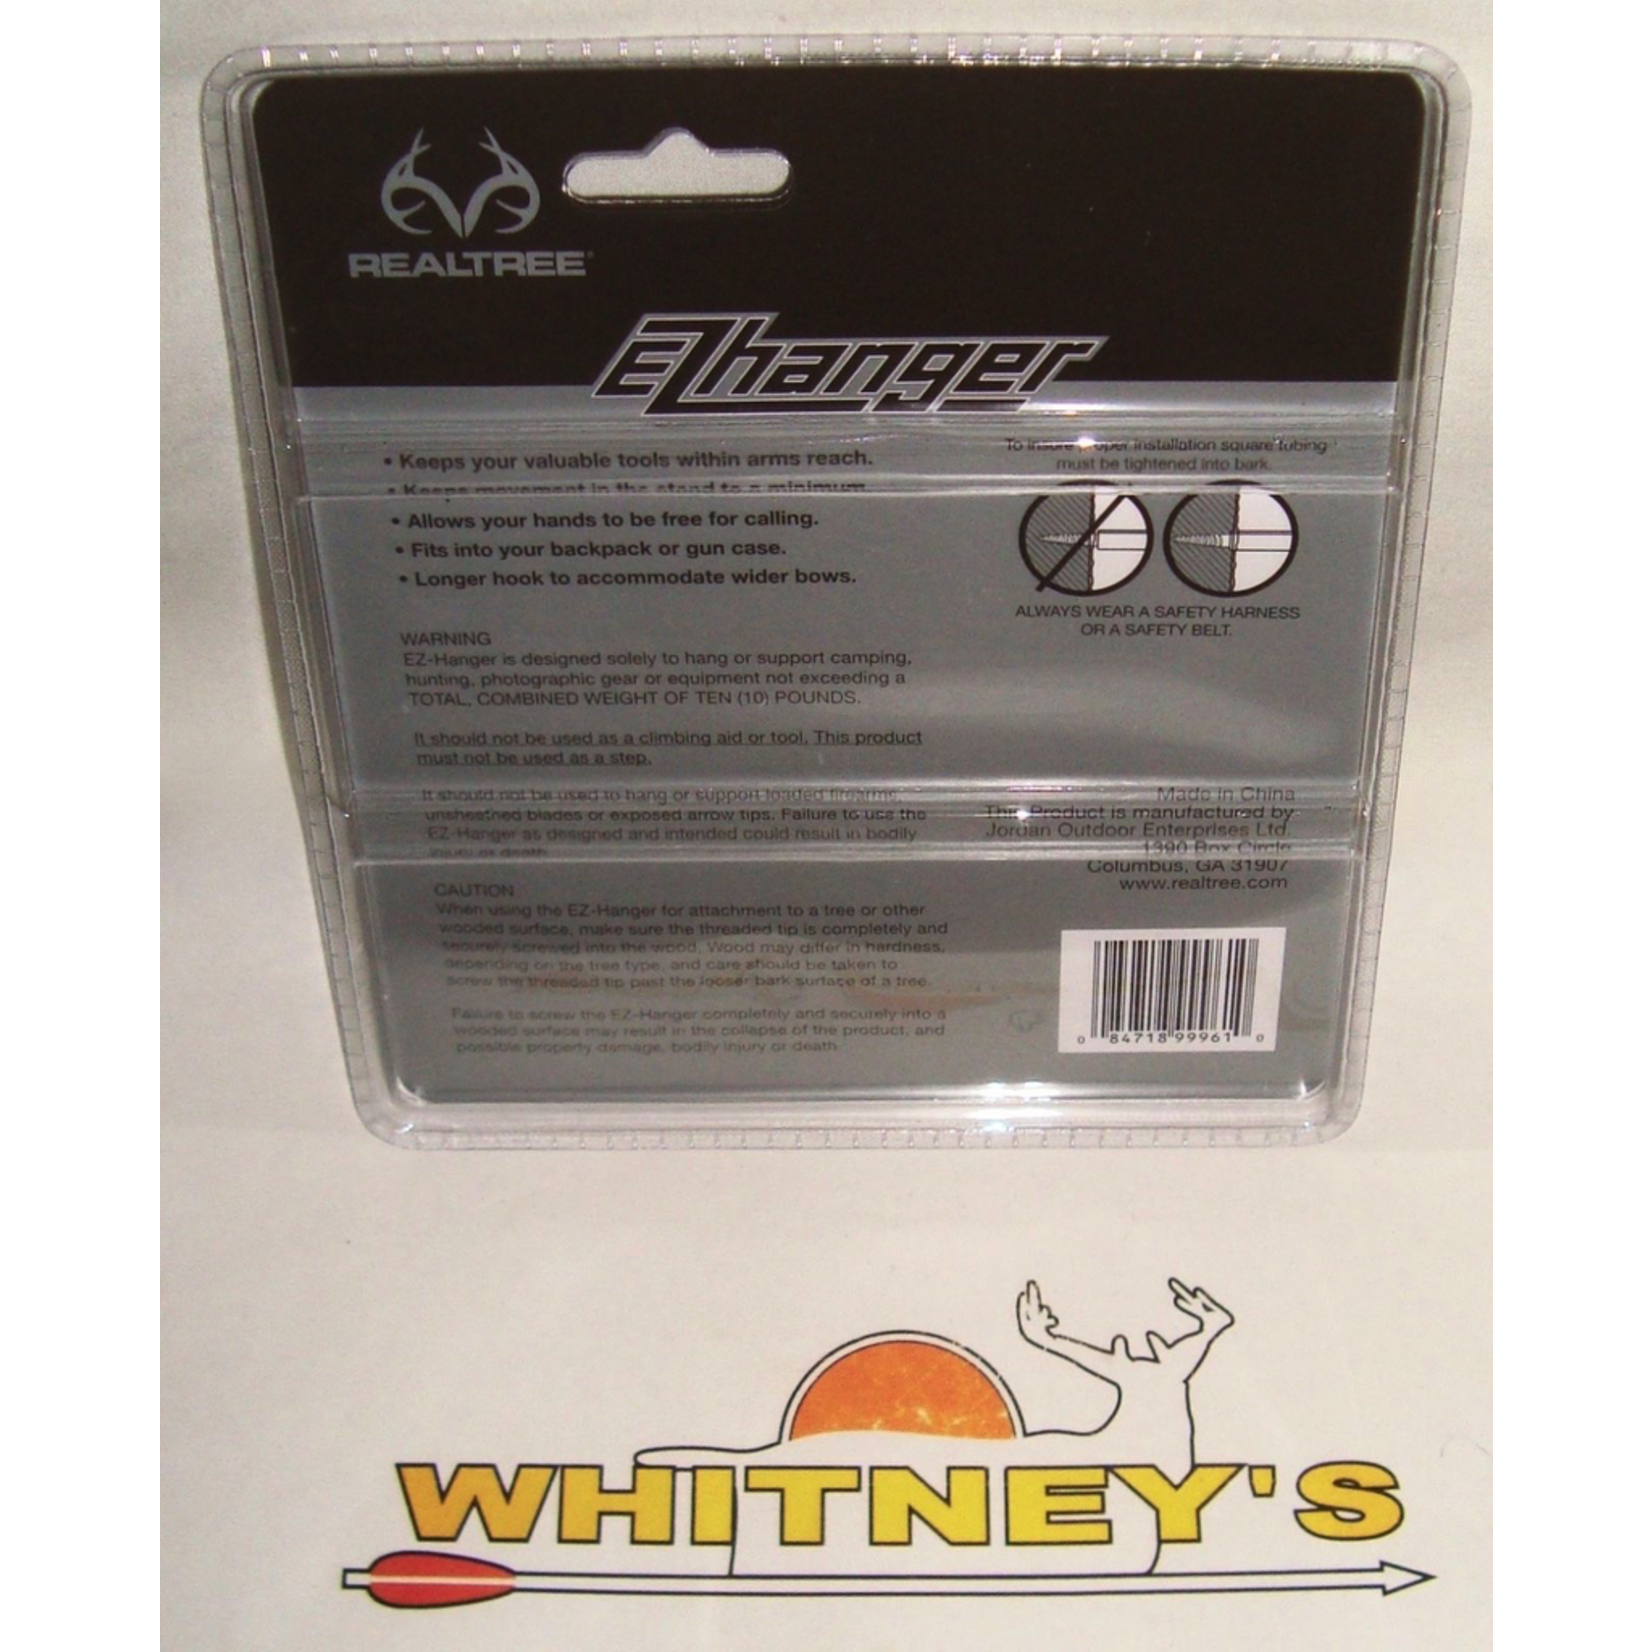 REALTREE®
EZhanger
• Keeps your valuable tools within arms reach.
• Keeps movement in the stand to a minimum.
• Allows your hands to be free for calling.
• Fits into your backpack or gun case.
• Longer hook to accommodate wider bows.
To insure proper installation square tubing
must be tightened into bark.
ALWAYS WEAR A SAFETY HARNESS
OR A SAFETY BELT.
WARNING
EZ-Hanger is designed solely to hang or support camping,
hunting, photographic gear or equipment not exceeding a
TOTAL, COMBINED WEIGHT OF TEN (10) POUNDS.
It should not be used as a climbing aid or tool. This product
must not be used as a step.
It should not be used to hang or support loaded firearms,
unsheathed blades or exposed arrow tips. Failure to use the
EZ-Hanger as designed and intended could result in bodily
injury or death.
CAUTION
When using the EZ-Hanger for attachment to a tree or other
wooded surface, make sure the threaded tip is completely and
securely screwed into the wood. Wood may differ in hardness,
depending on the tree type, and care should be taken to
screw the threaded tip past the looser bark surface of a tree.
Failure to screw the EZ-Hanger completely and securely into a
wooded surface may result in the collapse of the product, and
possible property damage, bodily injury or death.
Made in China
This Product is manufactured by
Jordan Outdoor Enterprises Ltd.
1390 Box Circle
Columbus, GA 31907
www.realtree.com
0 84718 99961 0
WHITNEY'S